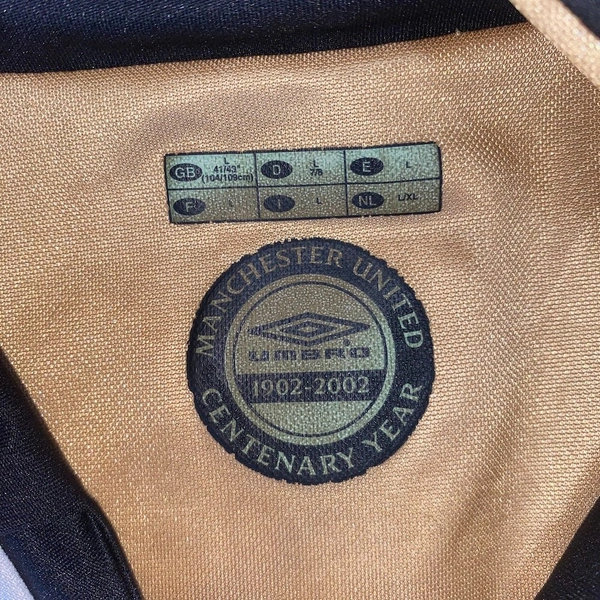 GB L 41/43" (104/109cm) D L 7/8 E L
F L I L NL L/XL
MANCHESTER UNITED
UMBRO
1902-2002
CENTENARY YEAR